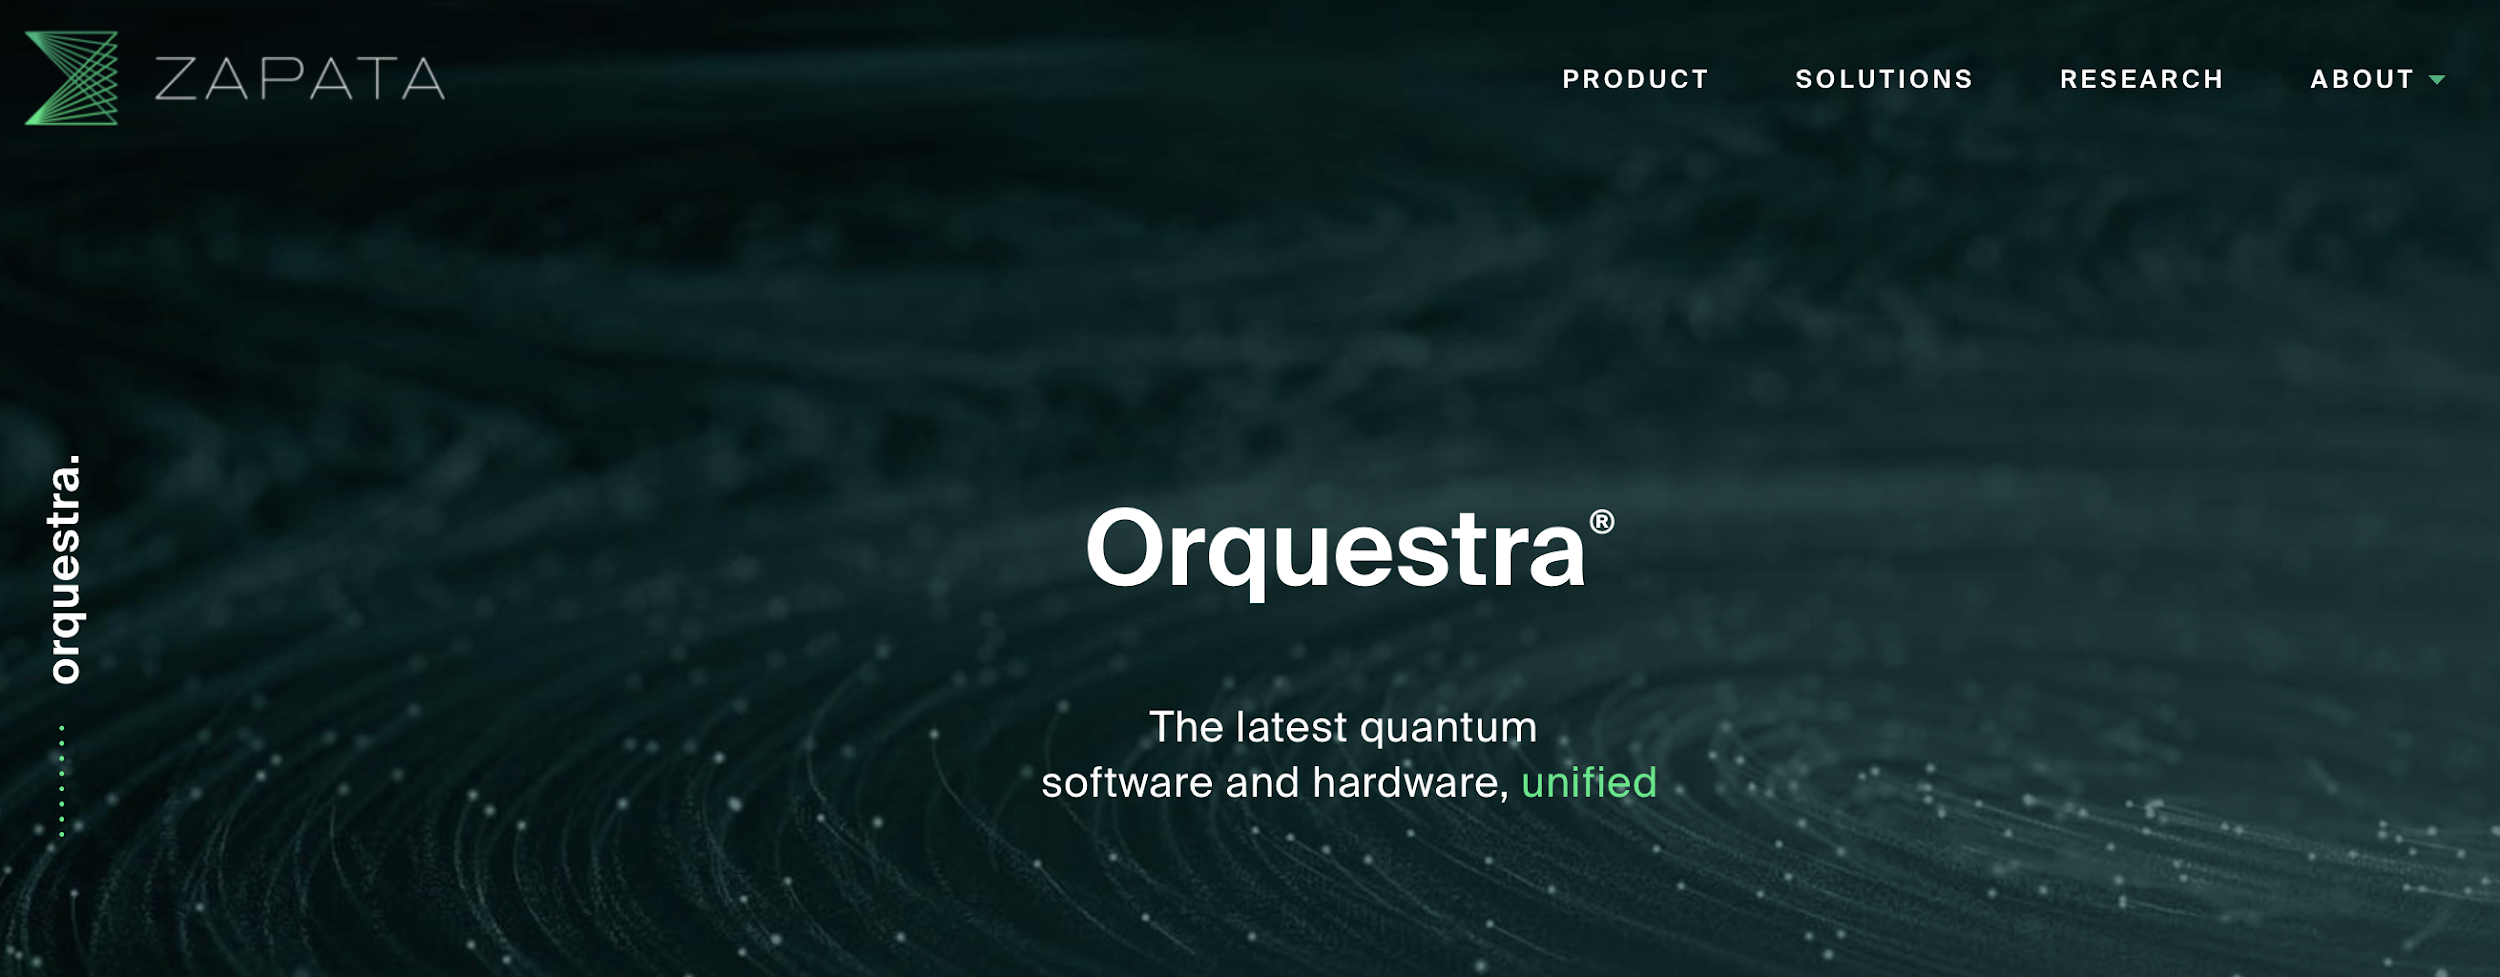 ZAPATA
PRODUCT SOLUTIONS RESEARCH ABOUT
orquestra.
Orquestra®
The latest quantum
software and hardware, unified